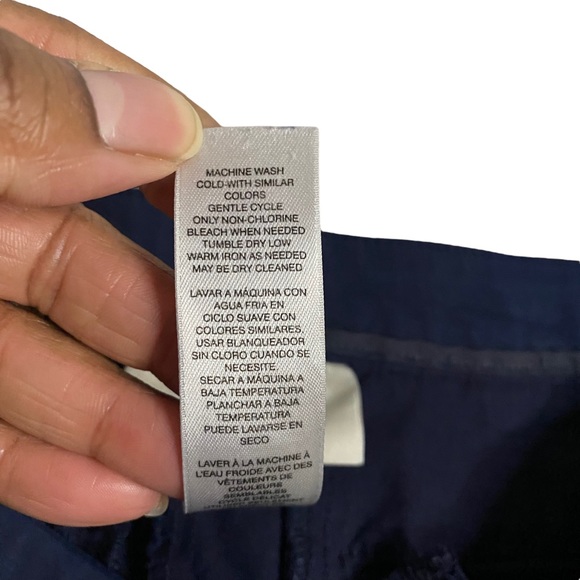 MACHINE WASH
COLD-WITH SIMILAR
COLORS
GENTLE CYCLE
ONLY NON-CHLORINE
BLEACH WHEN NEEDED
TUMBLE DRY LOW
WARM IRON AS NEEDED
MAY BE DRY CLEANED
LAVAR A MÁQUINA CON
AGUA FRIA EN
CICLO SUAVE CON
COLORES SIMILARES,
USAR BLANQUEADOR
SIN CLORO CUANDO SE
NECESITE,
SECAR A MÁQUINA A
BAJA TEMPERATURA
PLANCHAR A BAJA
TEMPERATURA
PUEDE LAVARSE EN
SECO
LAVER À LA MACHINE À
L'EAU FROIDE AVEC DES
VÊTEMENTS DE
COULEURS
SEMBLABLES
CYCLE DÉLICAT